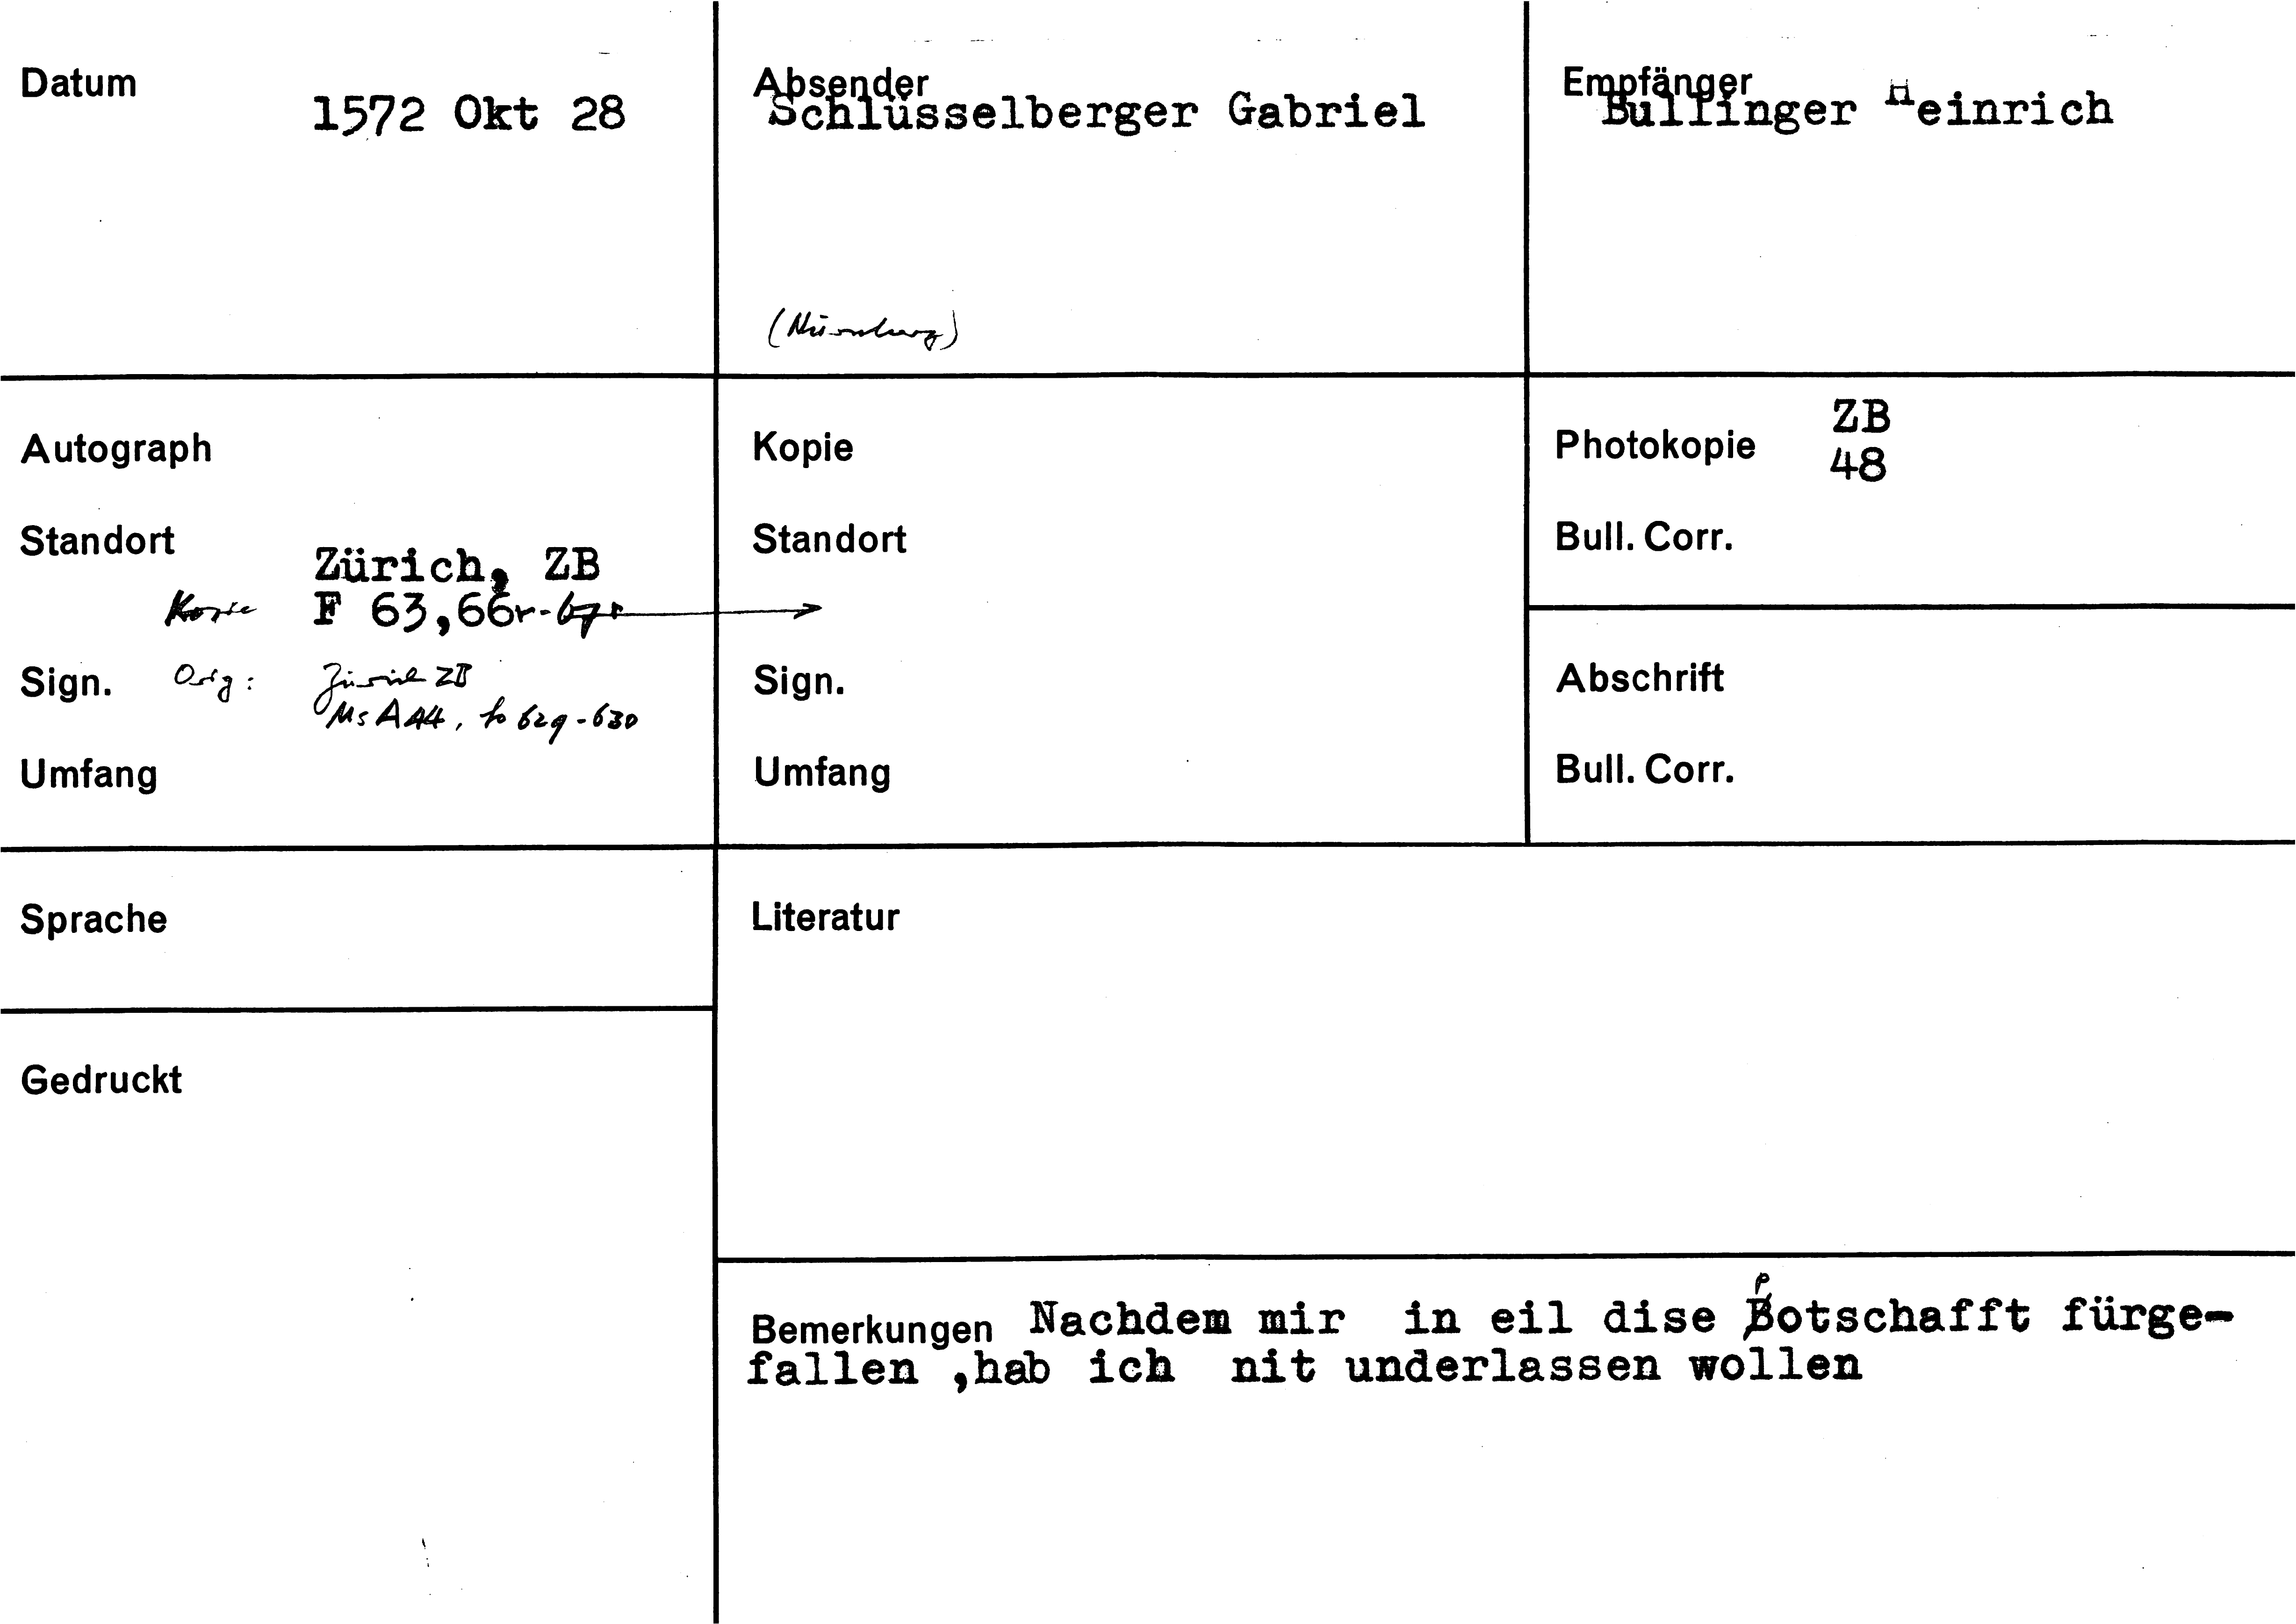 Datum
1572 Okt 28
Absender
Schlüsselberger Gabriel
(Nürnberg)
Empfänger
Bullinger Heinrich
Autograph
Standort
Zürich, ZB
Kopie F 63,66r-67r
Sign. Orig: Zürich ZB
Ms A 44, fo 629-630
Umfang
Kopie
Standort
Sign.
Umfang
Photokopie ZB
48
Bull. Corr.
Abschrift
Bull. Corr.
Sprache
Gedruckt
Literatur
Bemerkungen Nachdem mir in eil dise Potschafft fürge-
fallen ,hab ich nit underlassen wollen